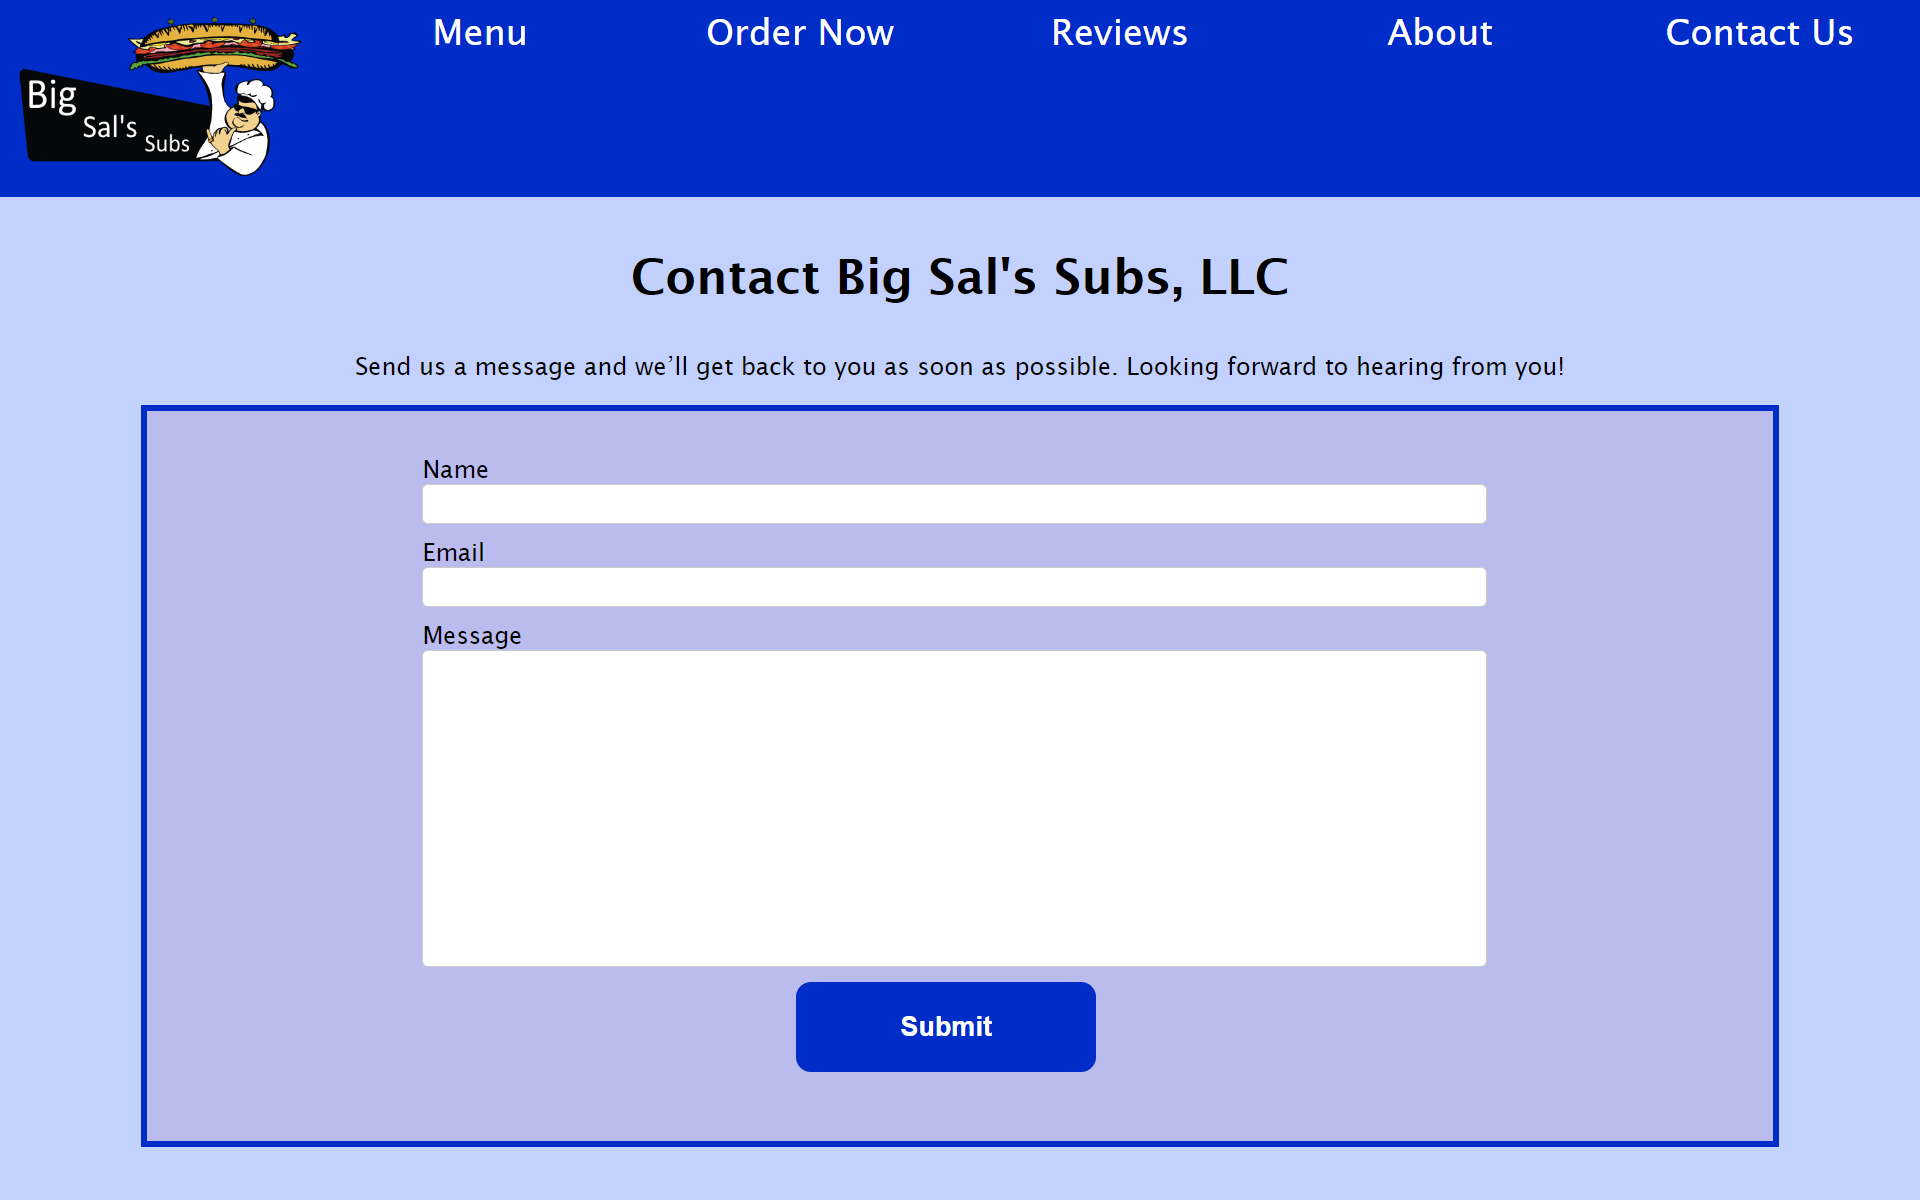 Big
Sal's
Subs
Menu
Order Now
Reviews
About
Contact Us
Contact Big Sal's Subs, LLC
Send us a message and we’ll get back to you as soon as possible. Looking forward to hearing from you!
Name
Email
Message
Submit